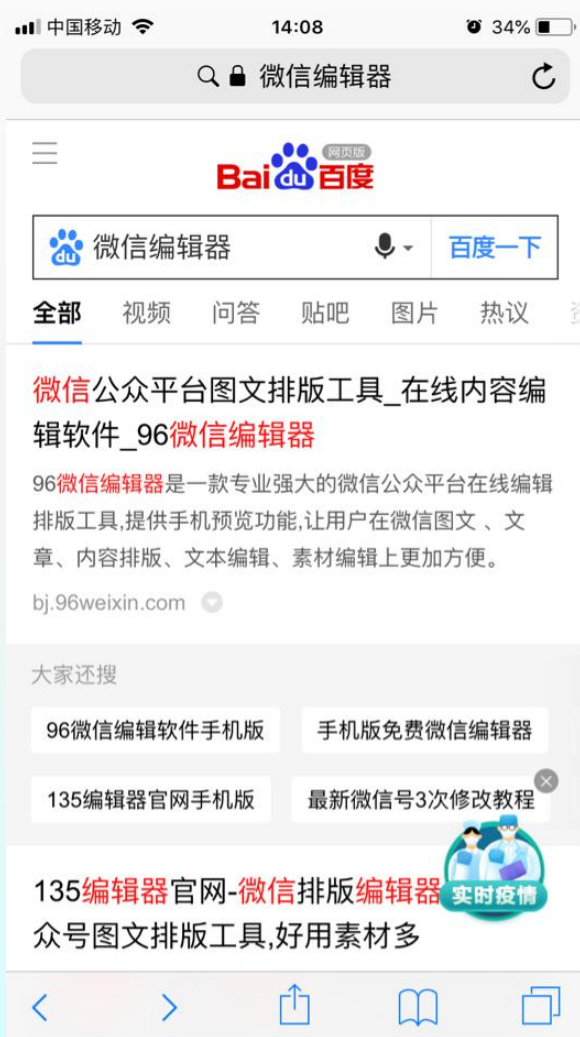 中国移动 14:08 34%
微信编辑器
Bai du 百度 网页版
du 微信编辑器 百度一下
全部 视频 问答 贴吧 图片 热议
微信公众平台图文排版工具_在线内容编
辑软件_96微信编辑器
96微信编辑器是一款专业强大的微信公众平台在线编辑
排版工具,提供手机预览功能,让用户在微信图文 、文
章、内容排版、文本编辑、素材编辑上更加方便。
bj.96weixin.com
大家还搜
96微信编辑软件手机版 手机版免费微信编辑器
135编辑器官网手机版 最新微信号3次修改教程
实时疫情
135编辑器官网-微信排版编辑器
众号图文排版工具,好用素材多